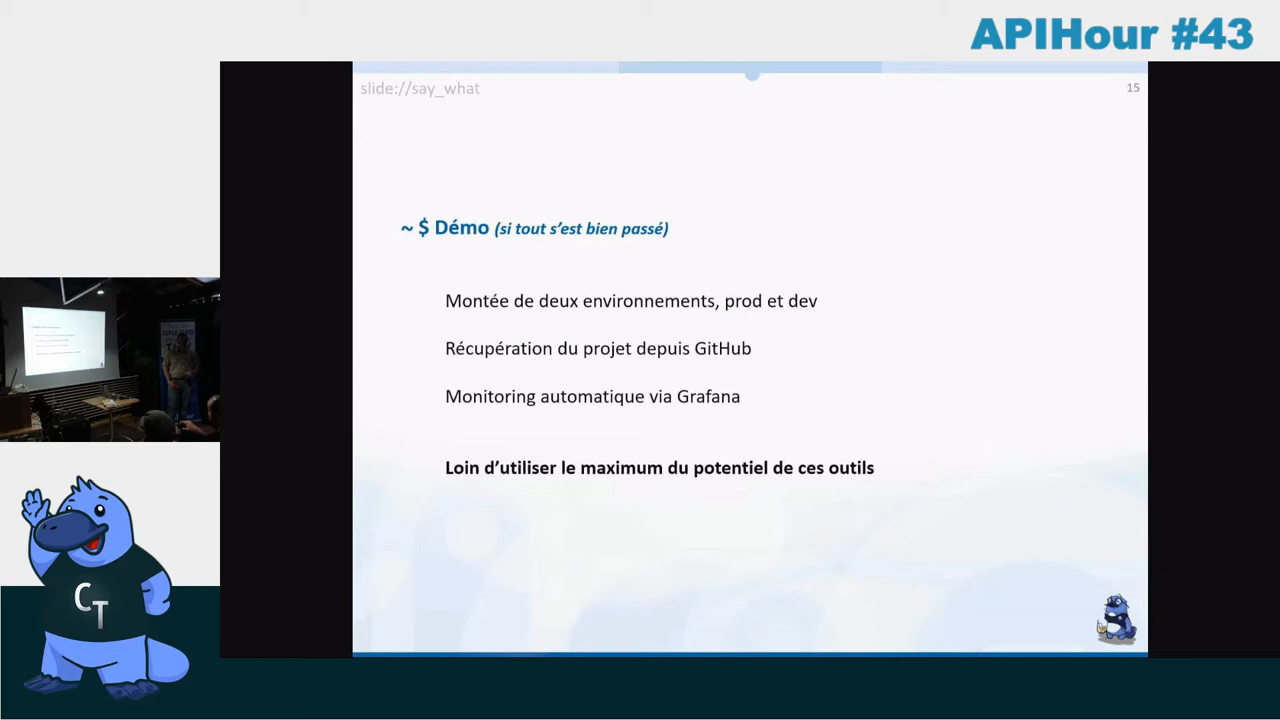 APIHour #43
slide://say_what
15
~ $ Démo (si tout s’est bien passé)
Montée de deux environnements, prod et dev
Récupération du projet depuis GitHub
Monitoring automatique via Grafana
Loin d’utiliser le maximum du potentiel de ces outils
CT